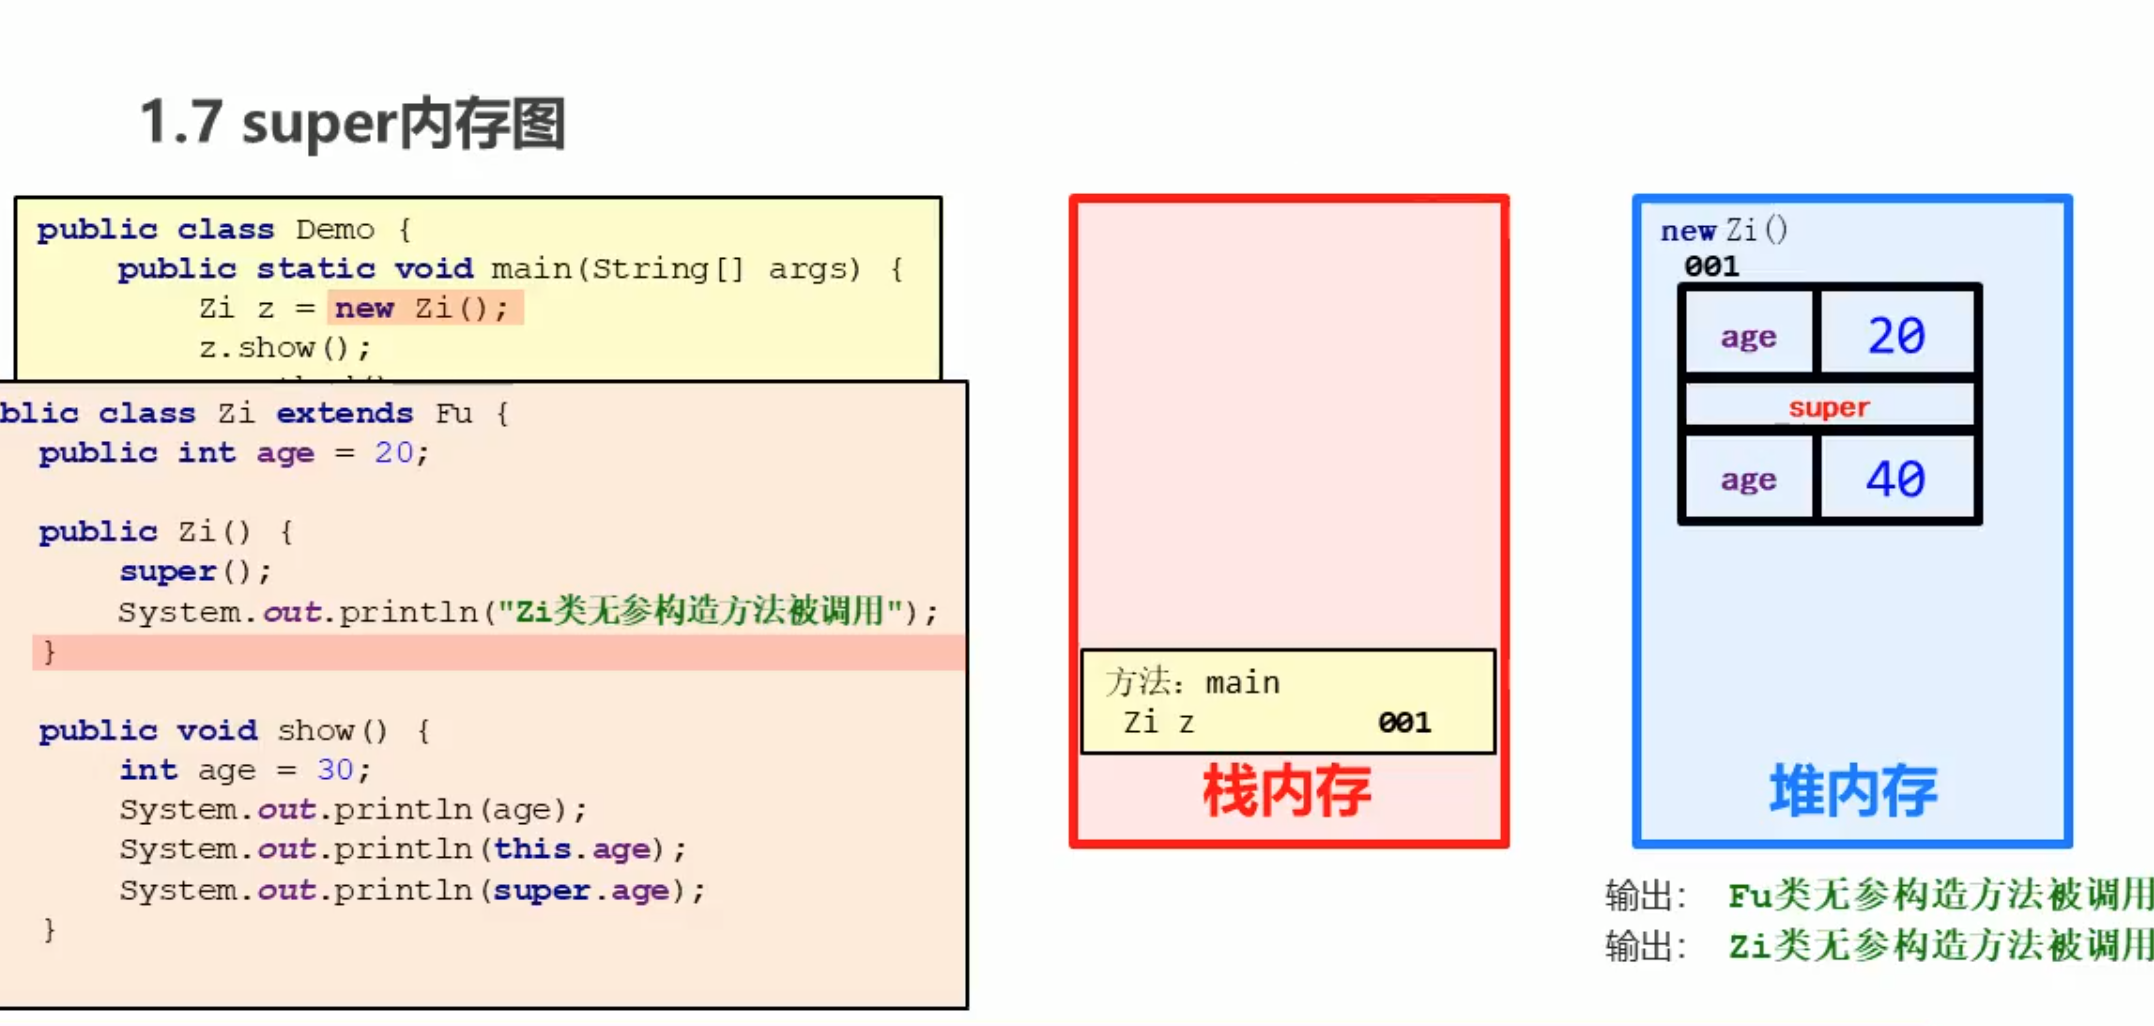 1.7 super内存图
public class Demo {
public static void main(String[] args) {
Zi z = new Zi();
z.show();
blic class Zi extends Fu {
public int age = 20;
public Zi() {
super();
System.out.println("Zi类无参构造方法被调用");
}
public void show() {
int age = 30;
System.out.println(age);
System.out.println(this.age);
System.out.println(super.age);
}
方法：main
Zi z 001
栈内存
new Zi()
001
age 20
super
age 40
堆内存
输出： Fu类无参构造方法被调用
输出： Zi类无参构造方法被调用